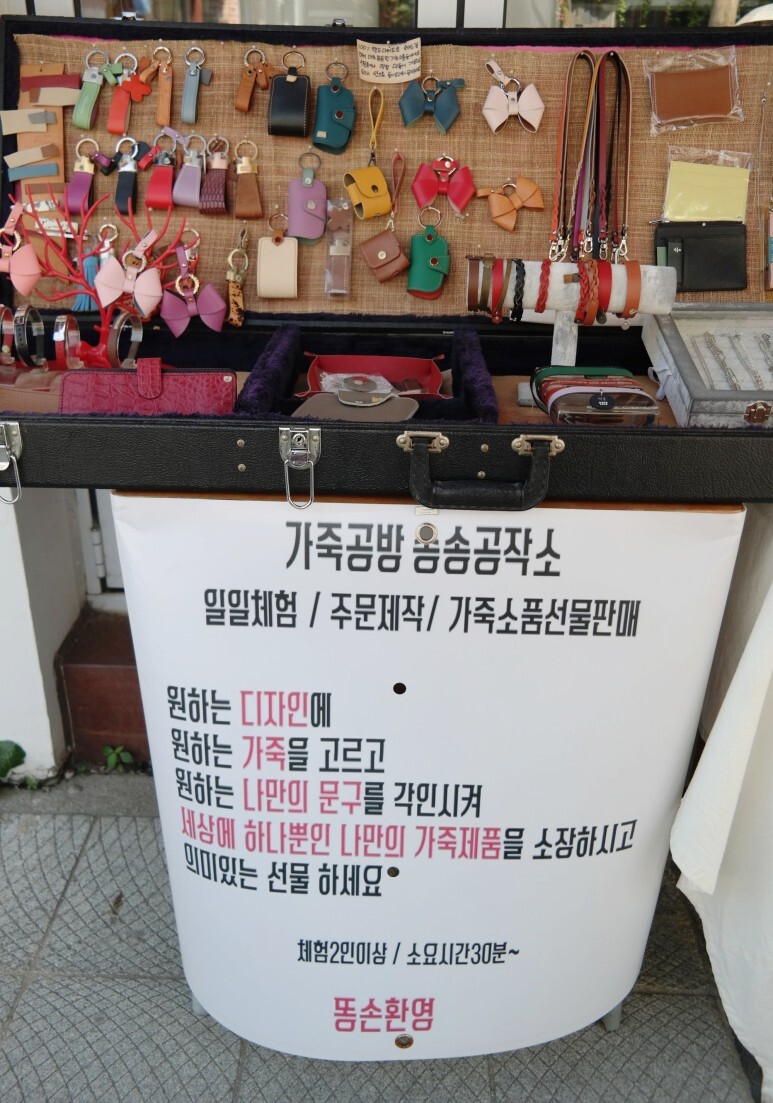 가죽공방 공작소
일일체험 / 주문제작/ 가죽소품선물판매
원하는 디자인에
원하는 가죽을 고르고
원하는 나만의 문구를 각인시켜
세상에 하나뿐인 나만의 가죽제품을 소장하시고
의미있는 선물 하세요
체험2인이상 / 소요시간30분~
똥손환영